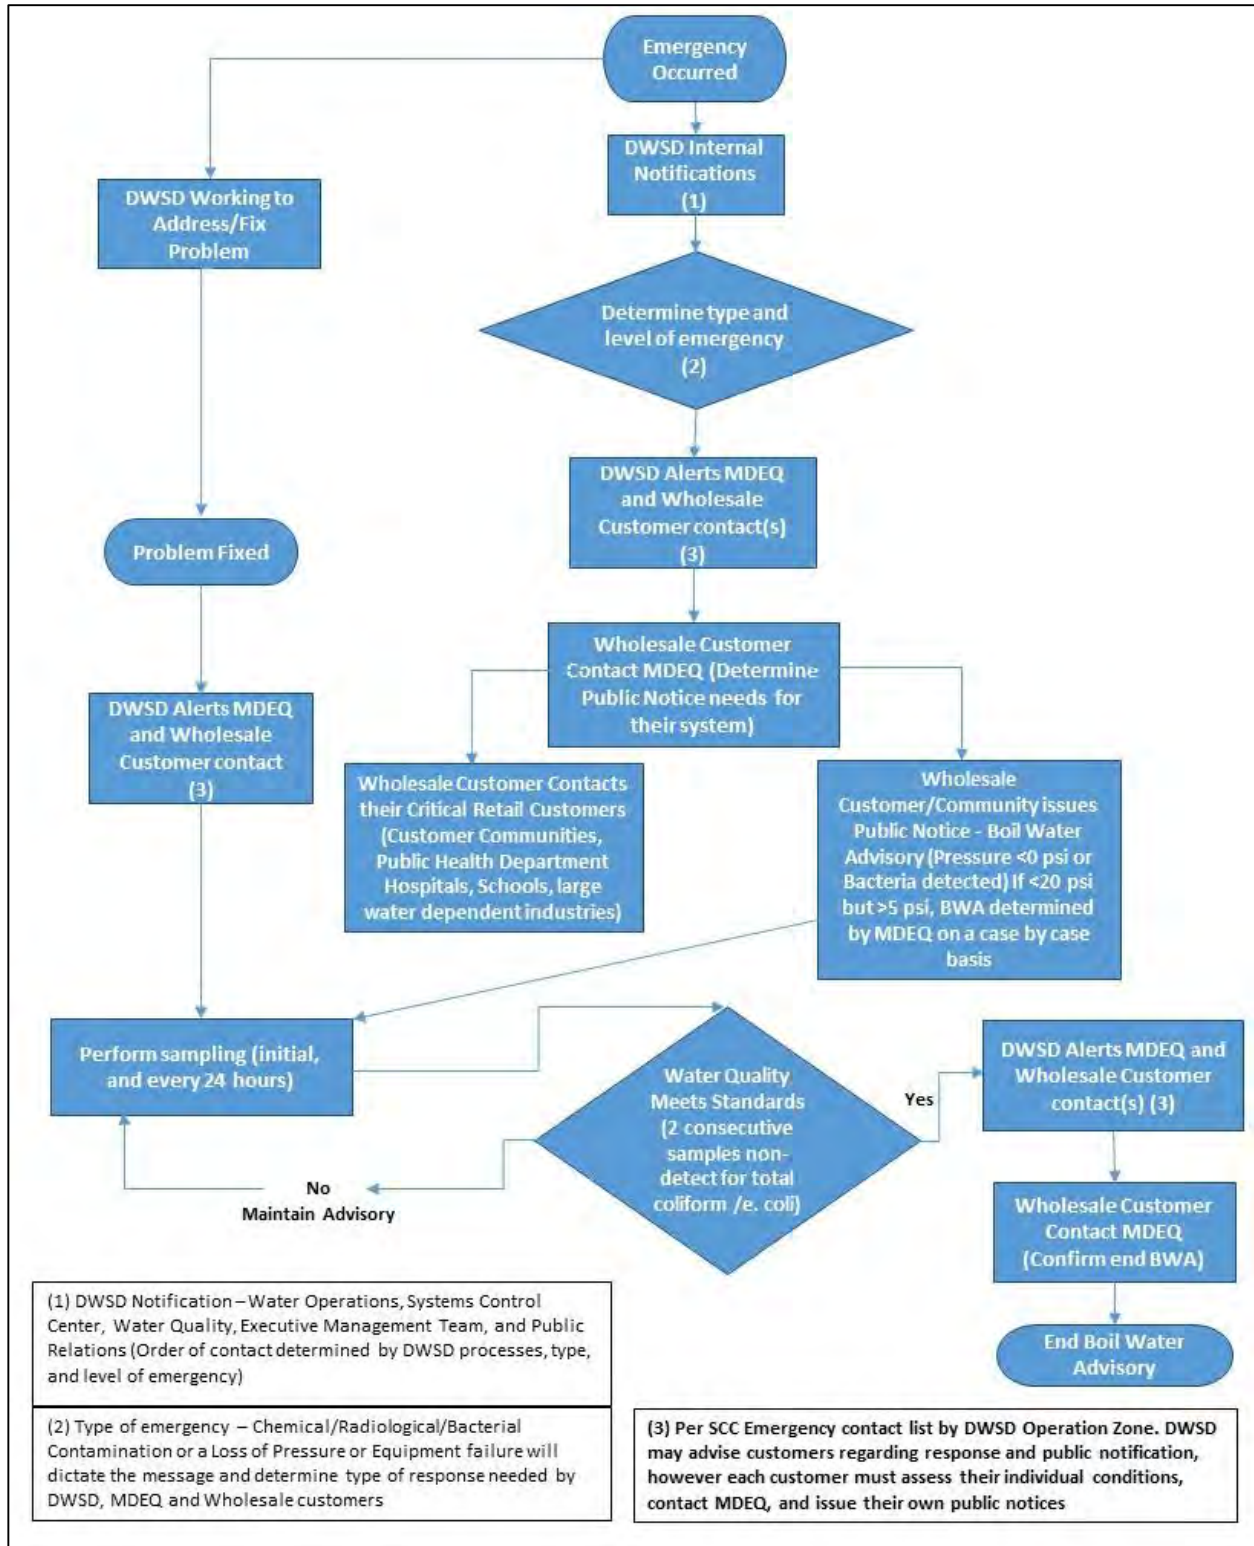 Emergency
Occurred
DWSD Internal
Notifications
(1)
DWSD Working to
Address/Fix
Problem
Determine type and
level of emergency
(2)
DWSD Alerts MDEQ
and Wholesale
Customer contact(s)
(3)
Problem Fixed
Wholesale Customer
Contact MDEQ (Determine
Public Notice needs for
their system)
DWSD Alerts MDEQ
and Wholesale
Customer contact
(3)
Wholesale Customer Contacts
their Critical Retail Customers
(Customer Communities,
Public Health Department
Hospitals, Schools, large
water dependent industries)
Wholesale
Customer/Community issues
Public Notice - Boil Water
Advisory (Pressure <0 psi or
Bacteria detected) If <20 psi
but >5 psi, BWA determined
by MDEQ on a case by case
basis
Perform sampling (initial,
and every 24 hours)
Water Quality
Meets Standards
(2 consecutive
samples non-
detect for total
coliform /e. coli)
Yes
No
Maintain Advisory
DWSD Alerts MDEQ and
Wholesale Customer
contact(s) (3)
Wholesale Customer
Contact MDEQ
(Confirm end BWA)
End Boil Water
Advisory
(1) DWSD Notification – Water Operations, Systems Control
Center, Water Quality, Executive Management Team, and Public
Relations (Order of contact determined by DWSD processes, type,
and level of emergency)
(2) Type of emergency – Chemical/Radiological/Bacterial
Contamination or a Loss of Pressure or Equipment failure will
dictate the message and determine type of response needed by
DWSD, MDEQ and Wholesale customers
(3) Per SCC Emergency contact list by DWSD Operation Zone. DWSD
may advise customers regarding response and public notification,
however each customer must assess their individual conditions,
contact MDEQ, and issue their own public notices